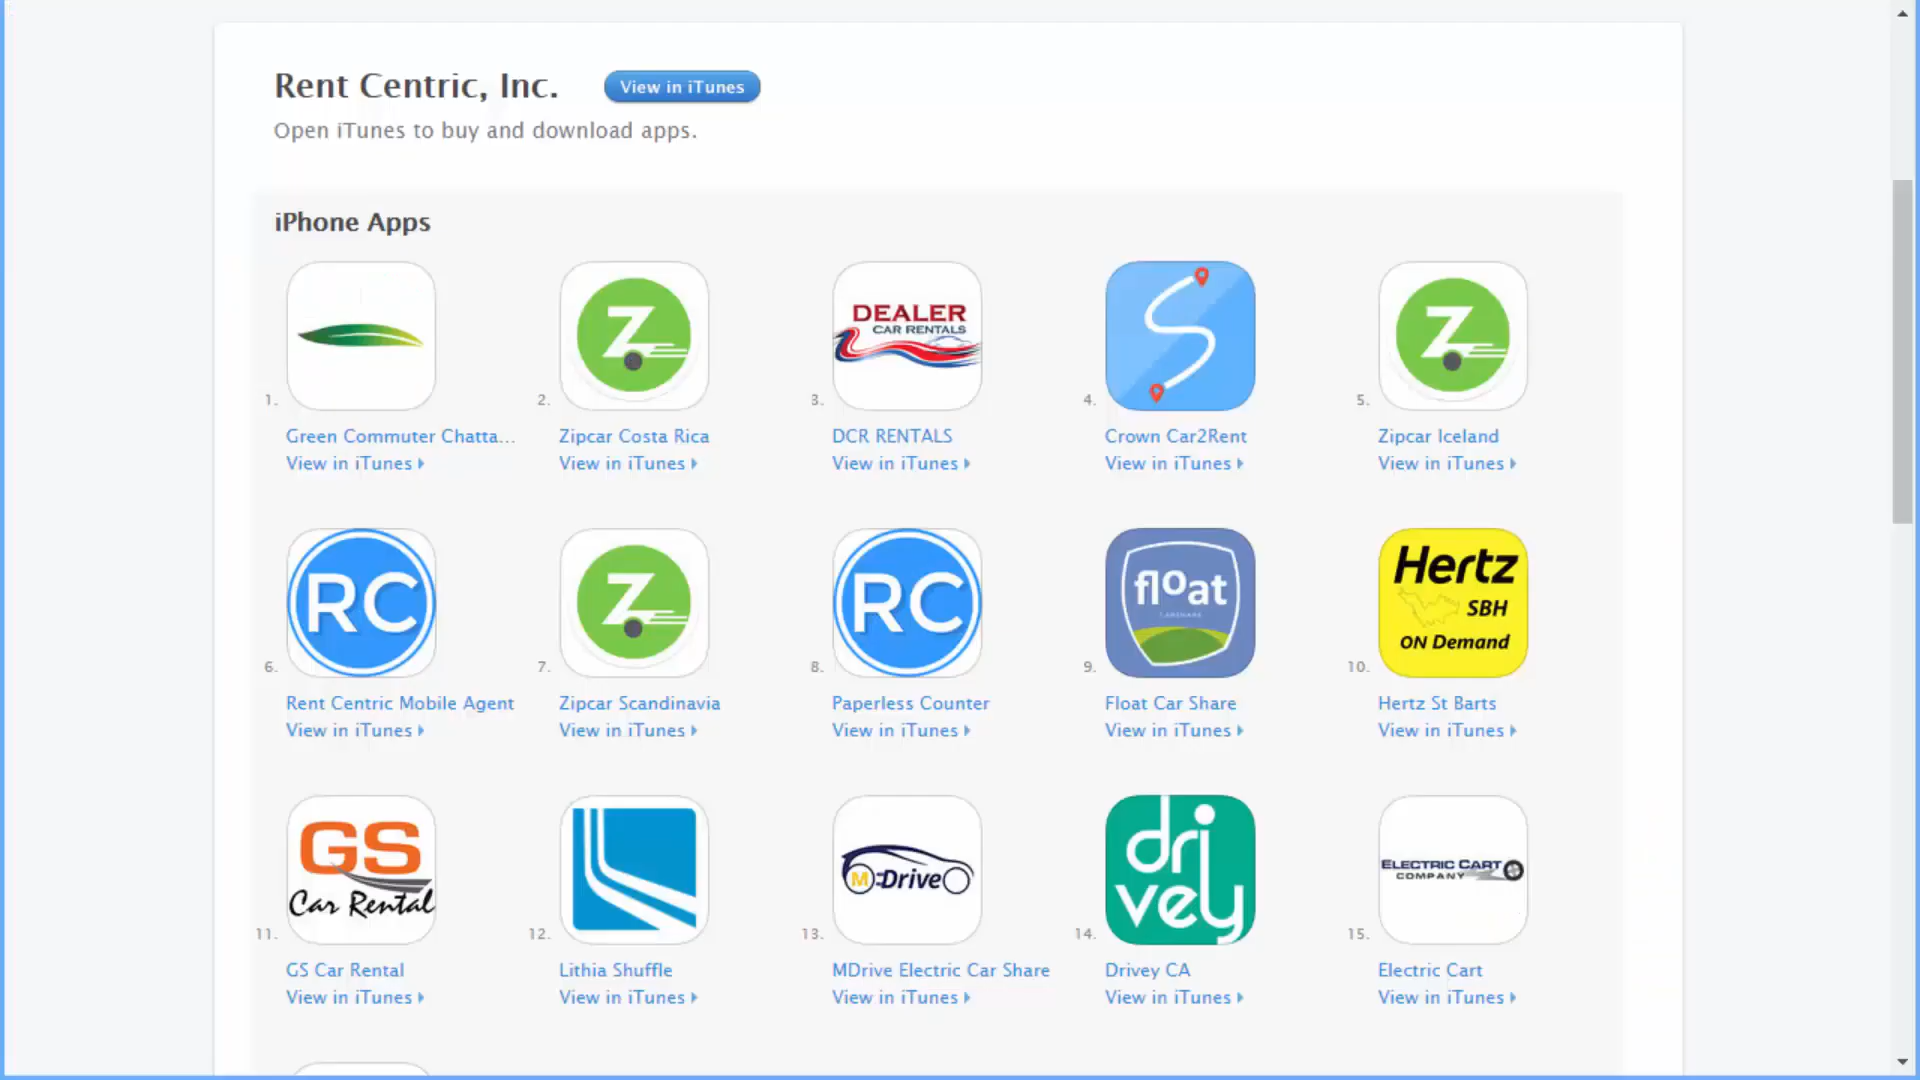 Rent Centric, Inc.
View in iTunes
Open iTunes to buy and download apps.
iPhone Apps
DEALER
CAR RENTALS
1. 2. 3. 4. 5.
Green Commuter Chatta... Zipcar Costa Rica DCR RENTALS Crown Car2Rent Zipcar Iceland
View in iTunes View in iTunes View in iTunes View in iTunes View in iTunes
RC Z RC float Hertz
SBH
ON Demand
6. 7. 8. 9. 10.
Rent Centric Mobile Agent Zipcar Scandinavia Paperless Counter Float Car Share Hertz St Barts
View in iTunes View in iTunes View in iTunes View in iTunes View in iTunes
GS
Car Rental
M:Drive
dri
vey
ELECTRIC CART
COMPANY
11. 12. 13. 14. 15.
GS Car Rental Lithia Shuffle MDrive Electric Car Share Drivey CA Electric Cart
View in iTunes View in iTunes View in iTunes View in iTunes View in iTunes